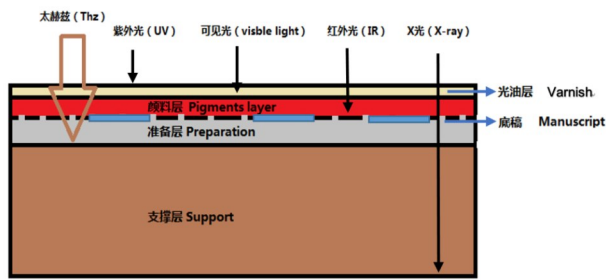 太赫兹（Thz）
紫外光（UV）
可见光（visble light）
红外光（IR）
X光（X-ray）
光油层 Varnish
颜料层 Pigments layer
底稿 Manuscript
准备层 Preparation
支撑层 Support